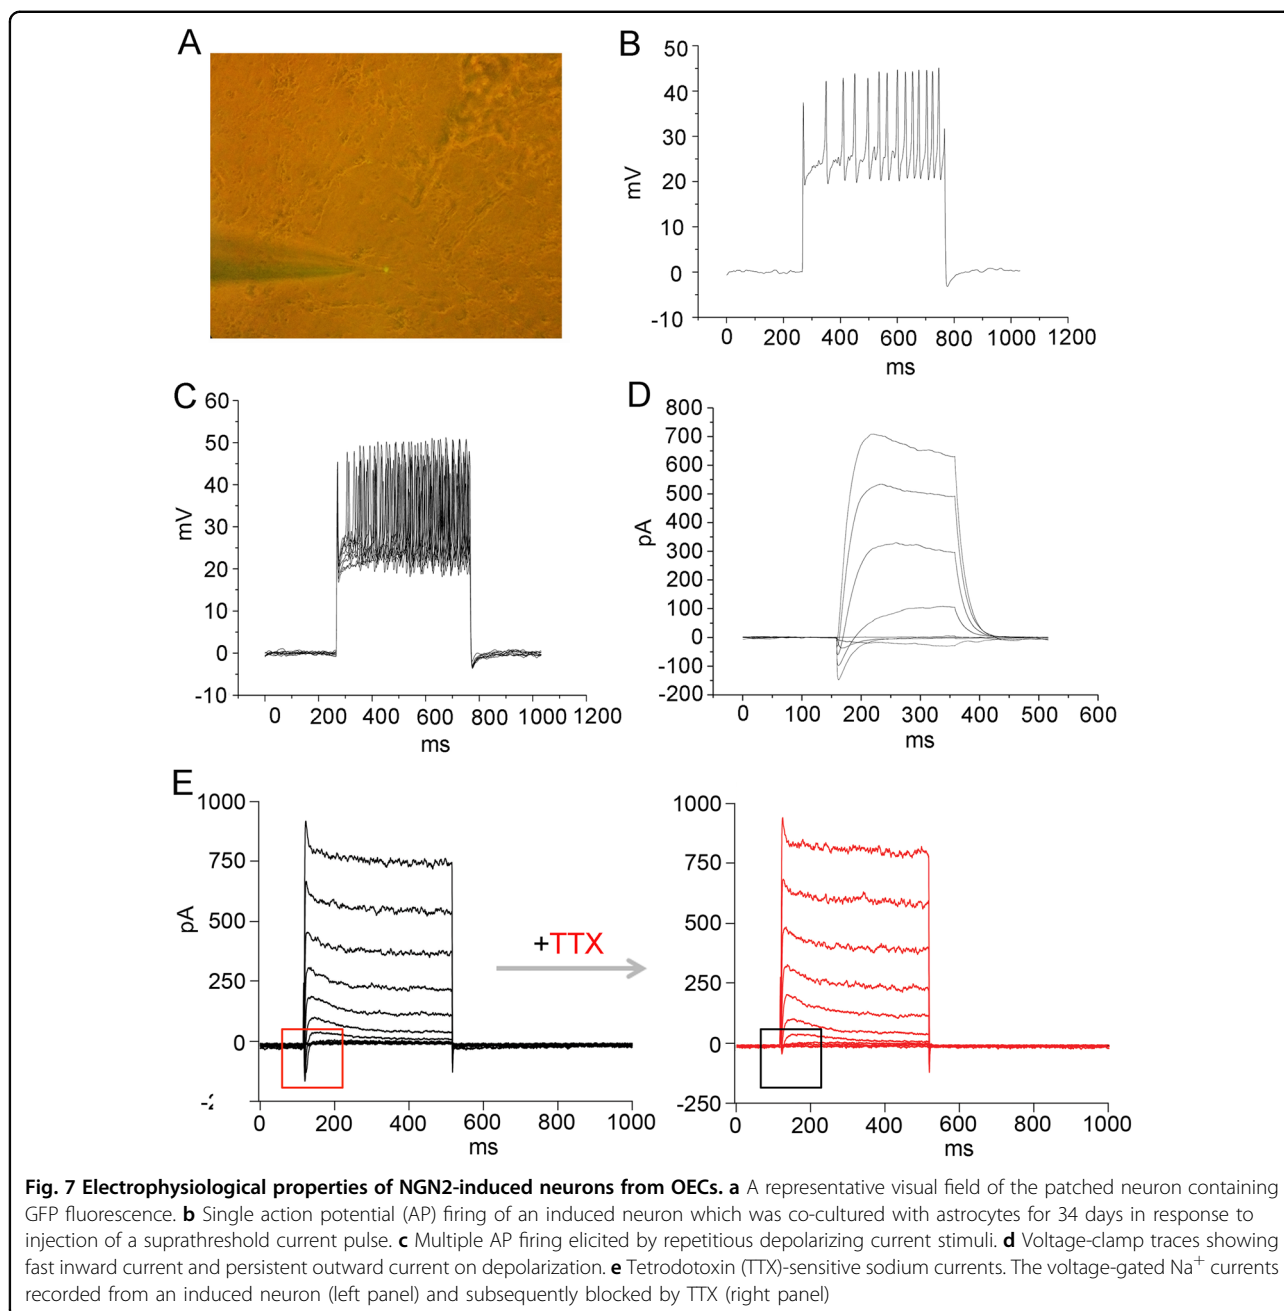 A
B
50
40
30
20
10
0
-10
mV
0 200 400 600 800 1000 1200
ms
C
60
50
40
30
20
10
0
-10
mV
0 200 400 600 800 1000 1200
ms
D
800
700
600
500
400
300
200
100
0
-100
-200
pA
0 100 200 300 400 500 600
ms
E
1000
750
500
250
0
pA
0 200 400 600 800 1000
ms
+TTX
1000
750
500
250
0
-250
0 200 400 600 800 1000
ms
Fig. 7 Electrophysiological properties of NGN2-induced neurons from OECs. a A representative visual field of the patched neuron containing
GFP fluorescence. b Single action potential (AP) firing of an induced neuron which was co-cultured with astrocytes for 34 days in response to
injection of a suprathreshold current pulse. c Multiple AP firing elicited by repetitious depolarizing current stimuli. d Voltage-clamp traces showing
fast inward current and persistent outward current on depolarization. e Tetrodotoxin (TTX)-sensitive sodium currents. The voltage-gated Na⁺ currents
recorded from an induced neuron (left panel) and subsequently blocked by TTX (right panel)